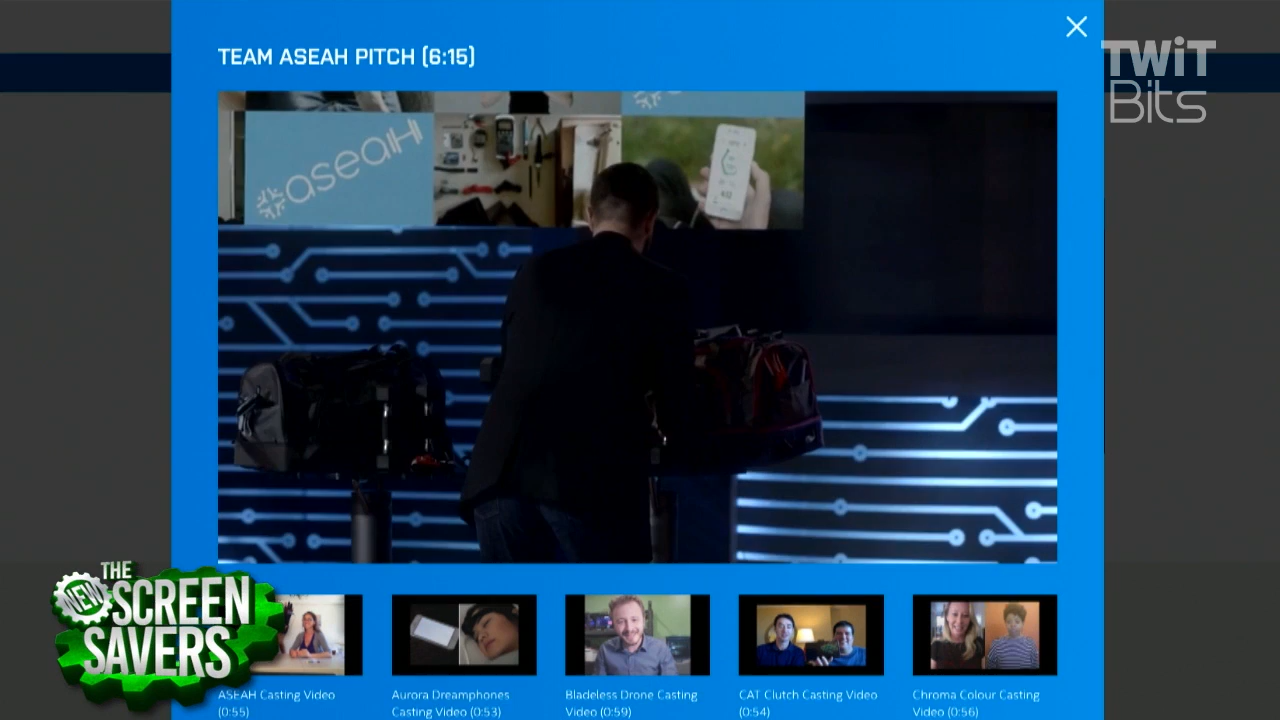 TEAM ASEAH PITCH (6:15)
TWiT
Bits
aseaH
THE
NEW
SCREEN
SAVERS
ASEAH Casting Video
(0:55)
Aurora Dreamphones
Casting Video (0:53)
Bladeless Drone Casting
Video (0:59)
CAT Clutch Casting Video
(0:54)
Chroma Colour Casting
Video (0:56)